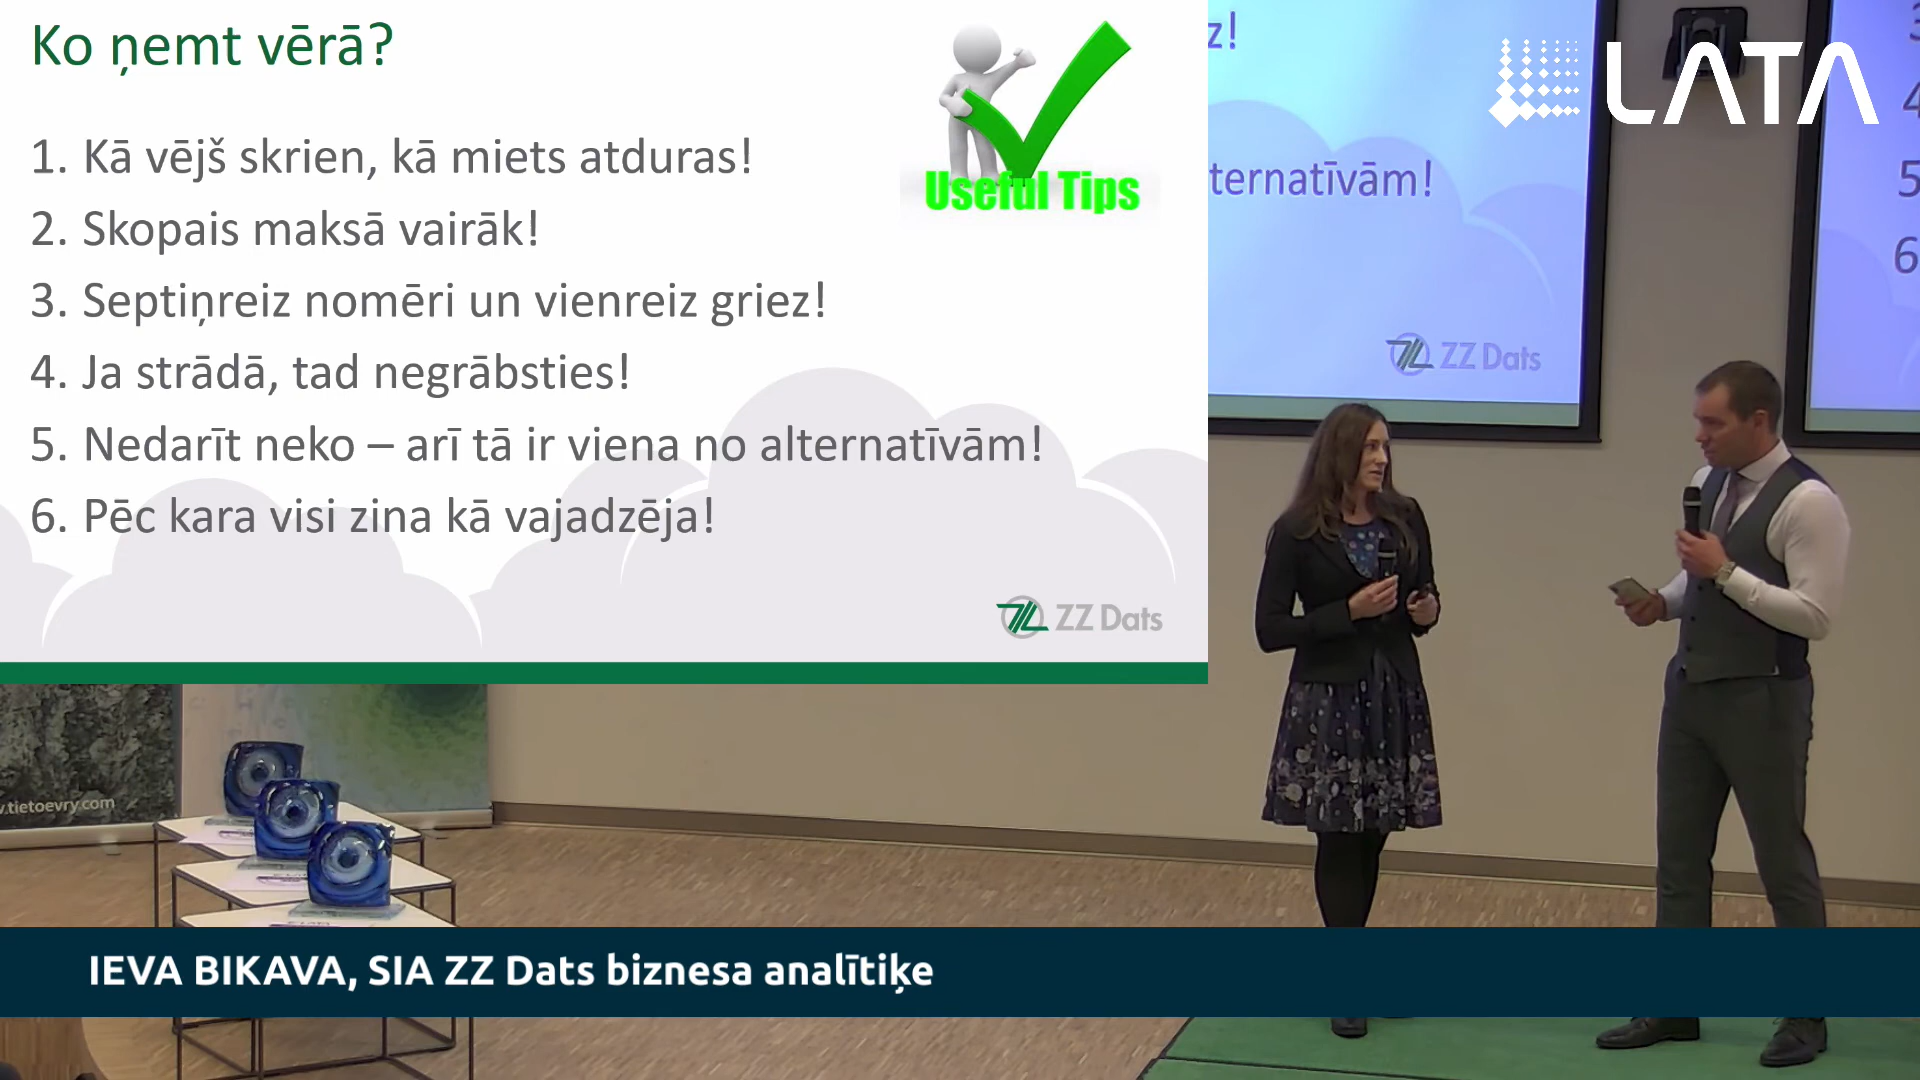 Ko ņemt vērā?
1. Kā vējš skrien, kā miets atduras!
2. Skopais maksā vairāk!
3. Septiņreiz nomēri un vienreiz griez!
4. Ja strādā, tad negrābsties!
5. Nedarīt neko – arī tā ir viena no alternatīvām!
6. Pēc kara visi zina kā vajadzēja!
Useful Tips
ZZ Dats
z!
ternatīvām!
ZZ Dats
LATA
5
6
.tietoevry.com
IEVA BIKAVA, SIA ZZ Dats biznesa analītiķe